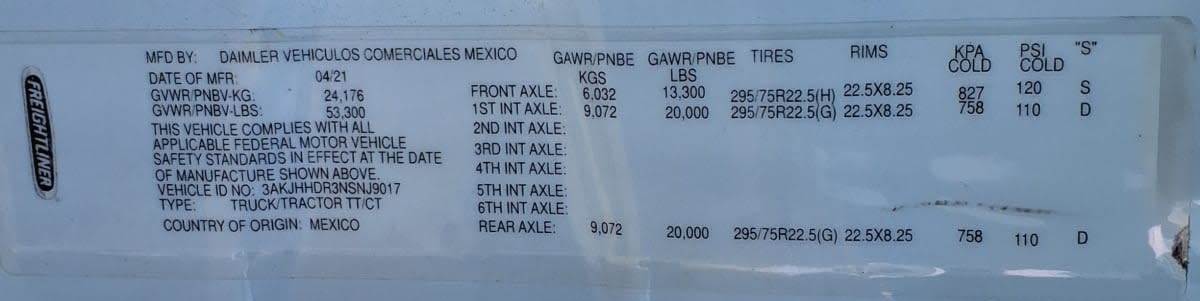 FREIGHTLINER
MFD BY: DAIMLER VEHICULOS COMERCIALES MEXICO
DATE OF MFR: 04/21
GVWR/PNBV-KG: 24,176
GVWR/PNBV-LBS: 53,300
THIS VEHICLE COMPLIES WITH ALL
APPLICABLE FEDERAL MOTOR VEHICLE
SAFETY STANDARDS IN EFFECT AT THE DATE
OF MANUFACTURE SHOWN ABOVE.
VEHICLE ID NO: 3AKJHHDR3NSNJ9017
TYPE: TRUCK/TRACTOR TT/CT
COUNTRY OF ORIGIN: MEXICO
GAWR/PNBE GAWR/PNBE TIRES RIMS KPA PSI "S"
KGS LBS COLD COLD
FRONT AXLE: 6,032 13,300 295/75R22.5(H) 22.5X8.25 827 120 S
1ST INT AXLE: 9,072 20,000 295/75R22.5(G) 22.5X8.25 758 110 D
2ND INT AXLE:
3RD INT AXLE:
4TH INT AXLE:
5TH INT AXLE:
6TH INT AXLE:
REAR AXLE: 9,072 20,000 295/75R22.5(G) 22.5X8.25 758 110 D